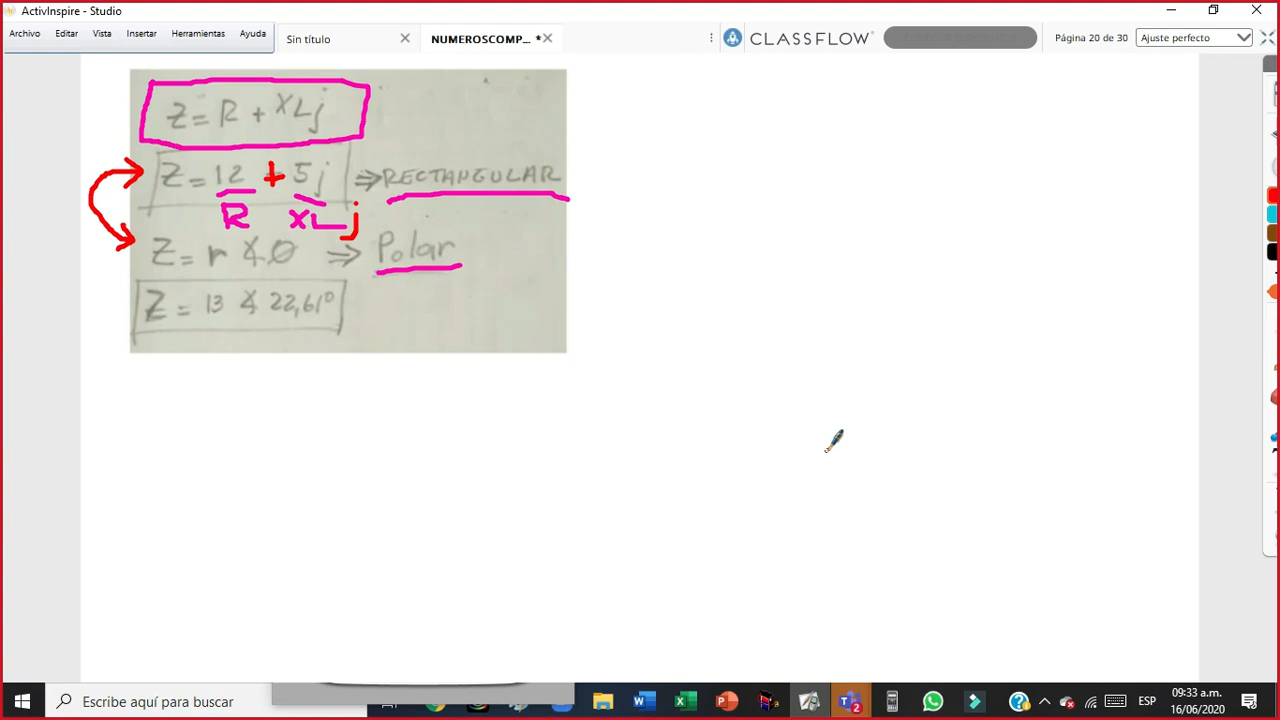 ActivInspire - Studio
Archivo Editar Vista Insertar Herramientas Ayuda
Sin título
NUMEROSCOMP... *
CLASSFLOW
Página 20 de 30
Ajuste perfecto
Z = R + XLj
Z = 12 + 5j ⇒ RECTANGULAR
R XLj
Z = r ∡ θ ⇒ Polar
Z = 13 ∡ 22,61°
Escribe aquí para buscar
2
ESP
09:33 a.m.
16/06/2020